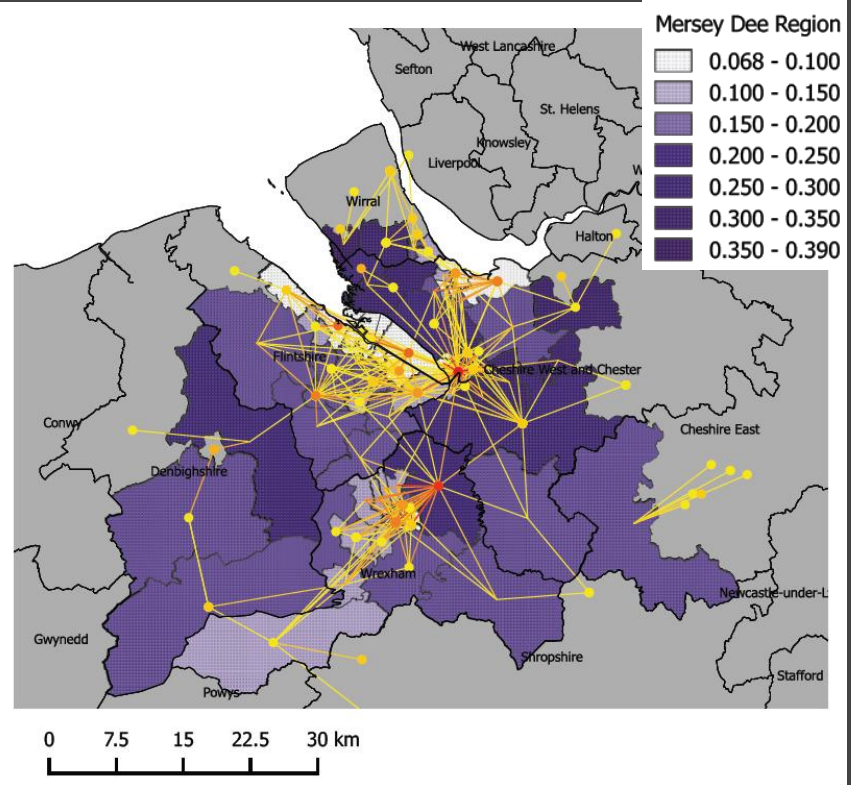 Mersey Dee Region
0.068 - 0.100
0.100 - 0.150
0.150 - 0.200
0.200 - 0.250
0.250 - 0.300
0.300 - 0.350
0.350 - 0.390
West Lancashire
Sefton
St. Helens
Knowsley
Liverpool
W
Wirral
Halton
Flintshire
Cheshire West and Chester
Conwy
Cheshire East
Denbighshire
Wrexham
Newcastle-under-L
Gwynedd
Shropshire
Stafford
Powys
0 7.5 15 22.5 30 km